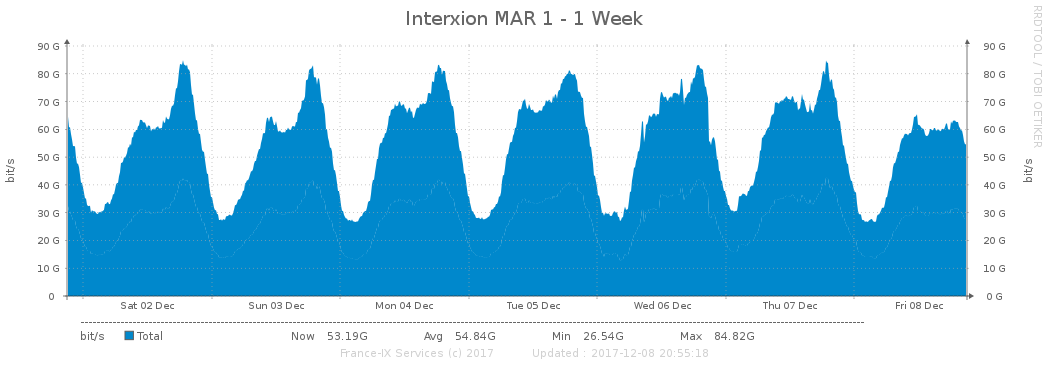 Interxion MAR 1 - 1 Week
RRDTOOL / TOBI OETIKER
90 G 90 G
80 G 80 G
70 G 70 G
60 G 60 G
50 G 50 G
bit/s bit/s
40 G 40 G
30 G 30 G
20 G 20 G
10 G 10 G
0 0 G
Sat 02 Dec Sun 03 Dec Mon 04 Dec Tue 05 Dec Wed 06 Dec Thu 07 Dec Fri 08 Dec
bit/s Total Now 53.19G Avg 54.84G Min 26.54G Max 84.82G
France-IX Services (c) 2017 Updated : 2017-12-08 20:55:18